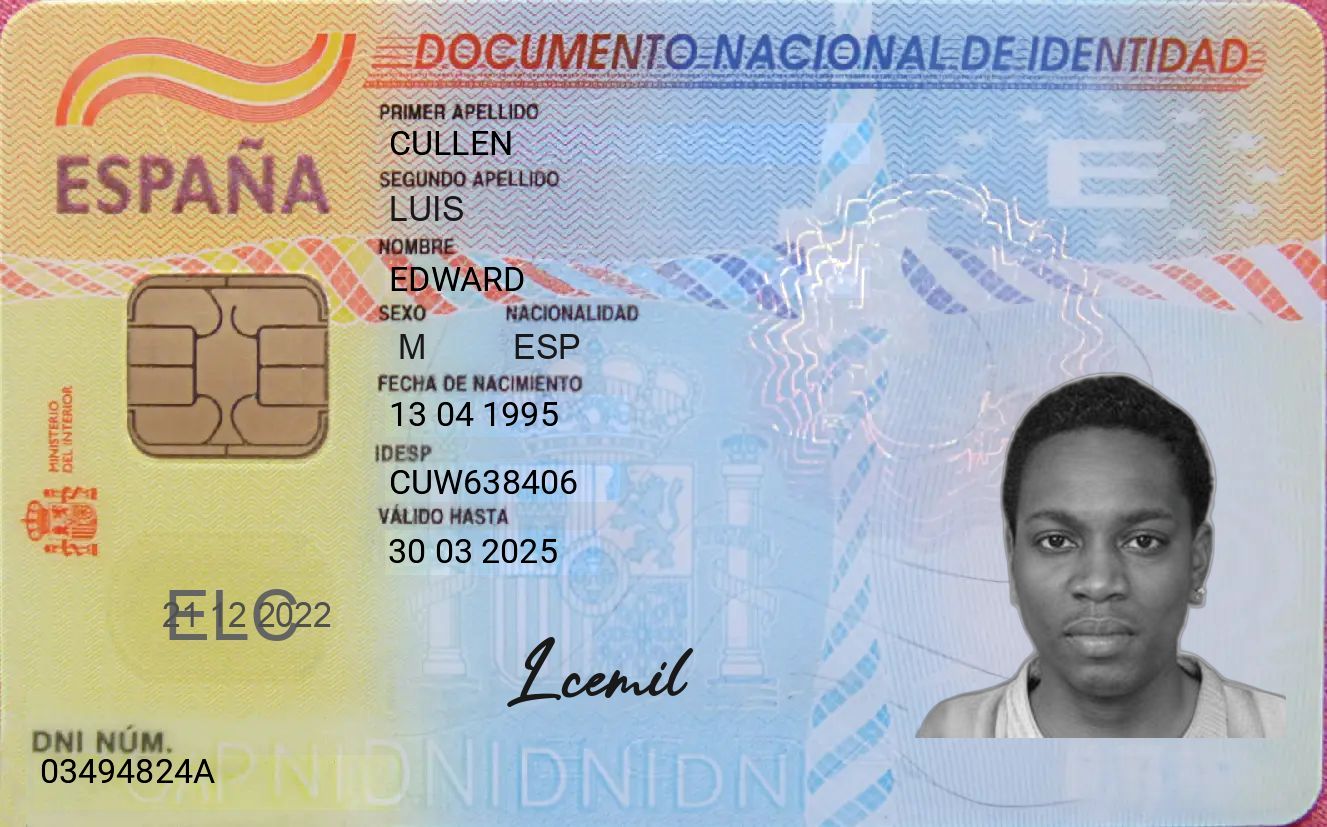 DOCUMENTO NACIONAL DE IDENTIDAD
ESPAÑA
PRIMER APELLIDO
CULLEN
SEGUNDO APELLIDO
LUIS
NOMBRE
EDWARD
SEXO NACIONALIDAD
M ESP
FECHA DE NACIMIENTO
13 04 1995
IDESP
CUW638406
VÁLIDO HASTA
30 03 2025
MINISTERIO
DEL INTERIOR
E
ELC
21 12 2022
Lcemil
DNI NÚM.
03494824A
DNIDNIDNIDN